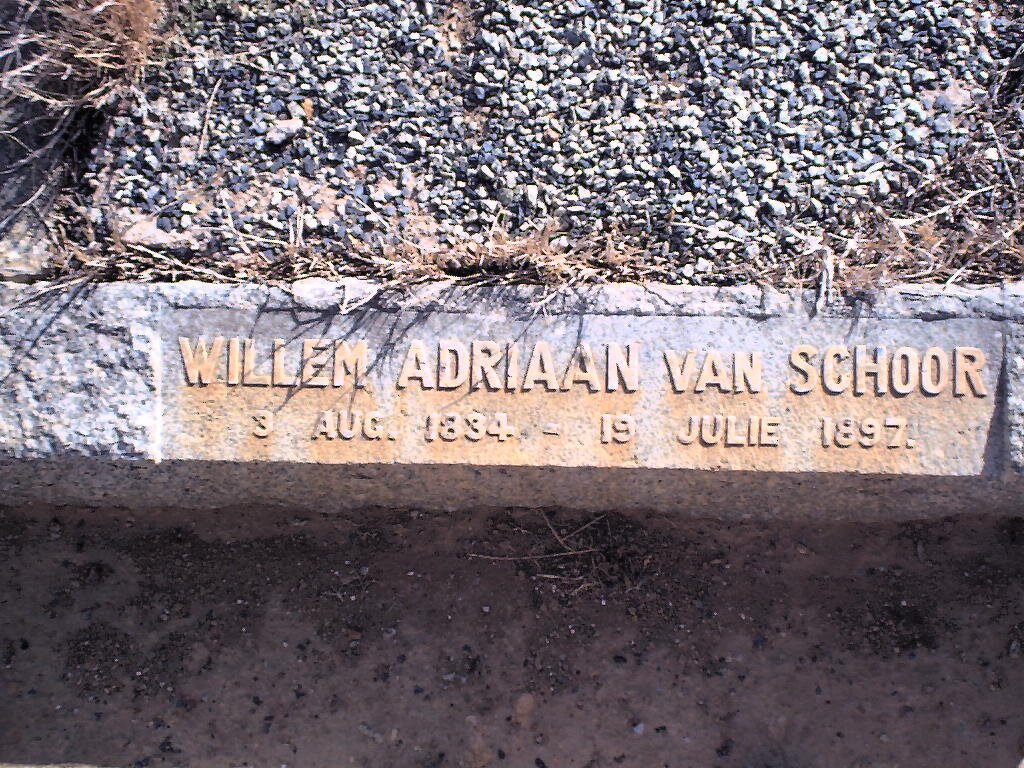 WILLEM ADRIAAN VAN SCHOOR
3 AUG. 1834 - 19 JULIE 1897.